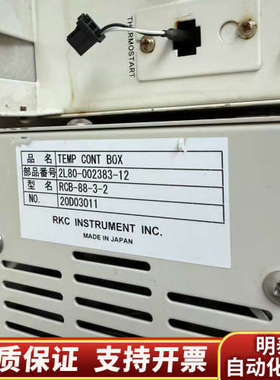 THERMOSTART
品 名 TEMP CONT BOX
部品番号 2L80-002383-12
型 名 RCB-88-3-2
NO. 20D03011
RKC INSTRUMENT INC.
MADE IN JAPAN
质保证 支持开票
自动化